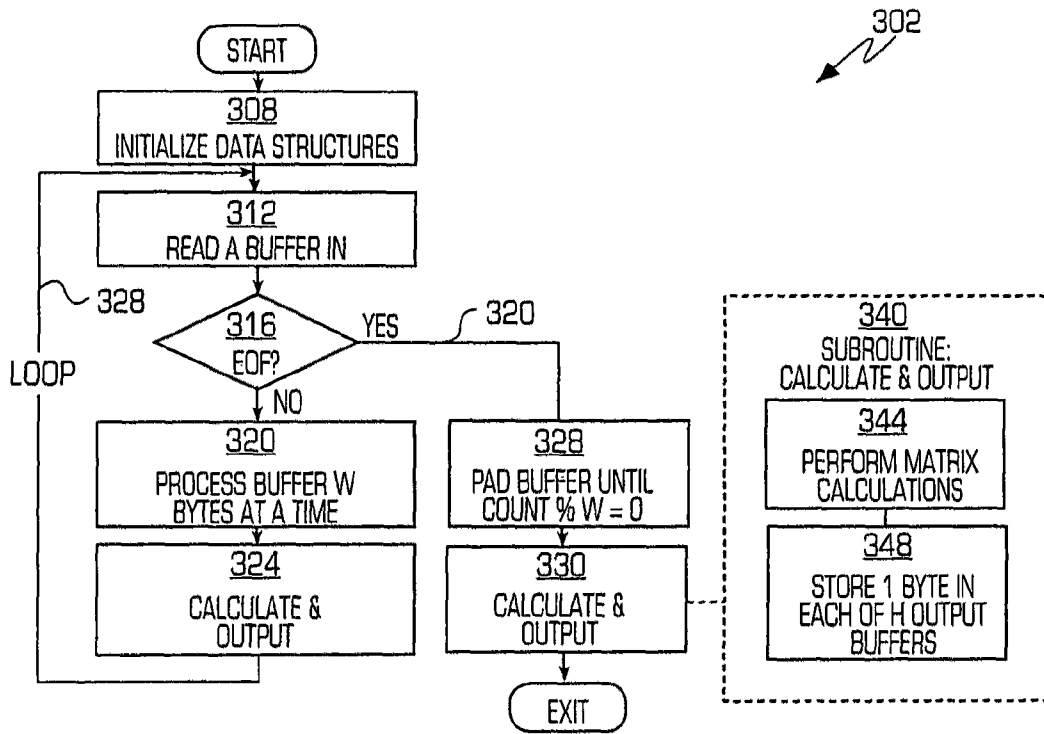 302
START
308
INITIALIZE DATA STRUCTURES
312
READ A BUFFER IN
328
LOOP
316
EOF?
YES
320
NO
320
PROCESS BUFFER W
BYTES AT A TIME
324
CALCULATE &
OUTPUT
328
PAD BUFFER UNTIL
COUNT % W = 0
330
CALCULATE &
OUTPUT
EXIT
340
SUBROUTINE:
CALCULATE & OUTPUT
344
PERFORM MATRIX
CALCULATIONS
348
STORE 1 BYTE IN
EACH OF H OUTPUT
BUFFERS